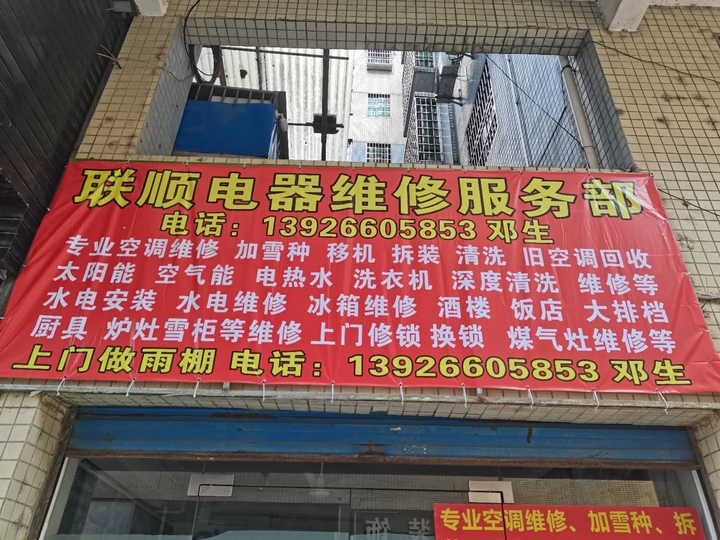 联顺电器维修服务部
电话：13926605853 邓生
专业空调维修 加雪种 移机 拆装 清洗 旧空调回收
太阳能 空气能 电热水 洗衣机 深度清洗 维修等
水电安装 水电维修 冰箱维修 酒楼 饭店 大排档
厨具 炉灶雪柜等维修 上门修锁 换锁 煤气灶维修等
上门做雨棚 电话：13926605853 邓生
专业空调维修、加雪种、拆
装饰